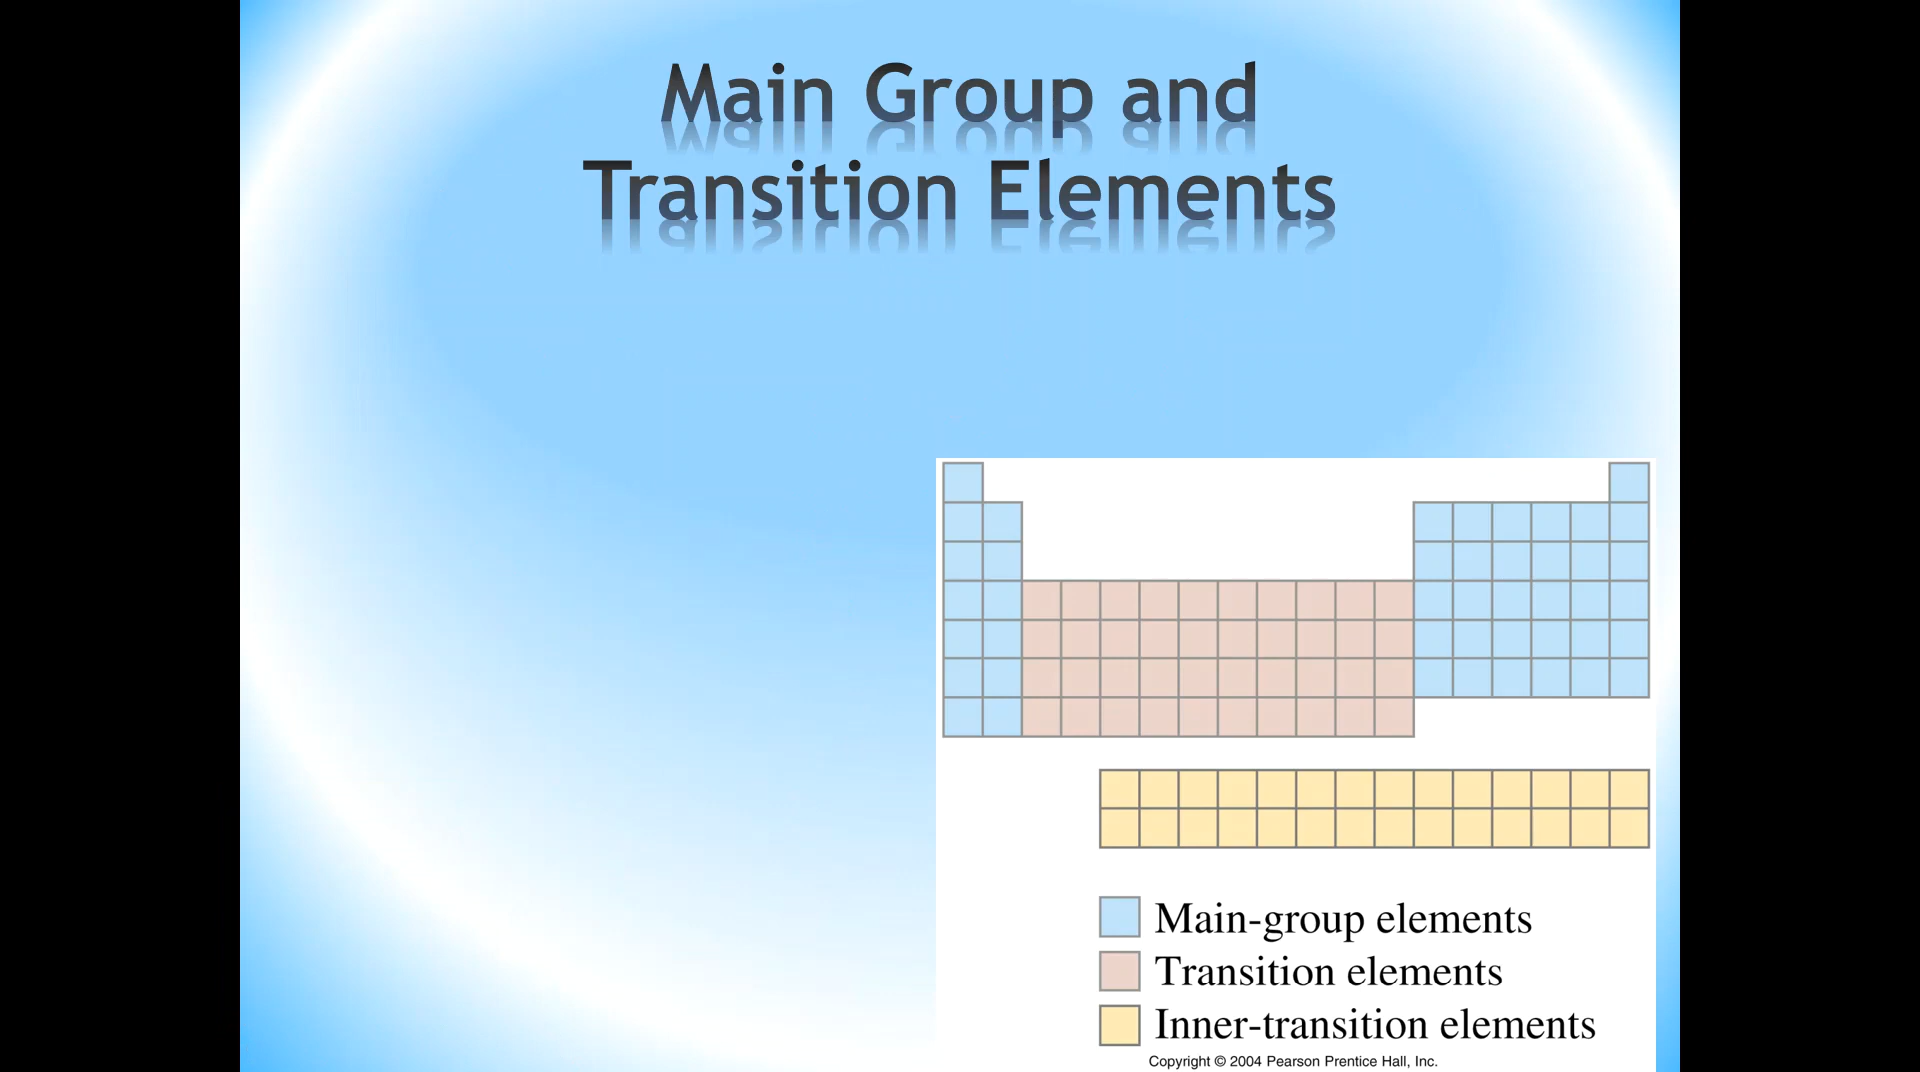 Main Group and
Transition Elements
Main-group elements
Transition elements
Inner-transition elements
Copyright © 2004 Pearson Prentice Hall, Inc.